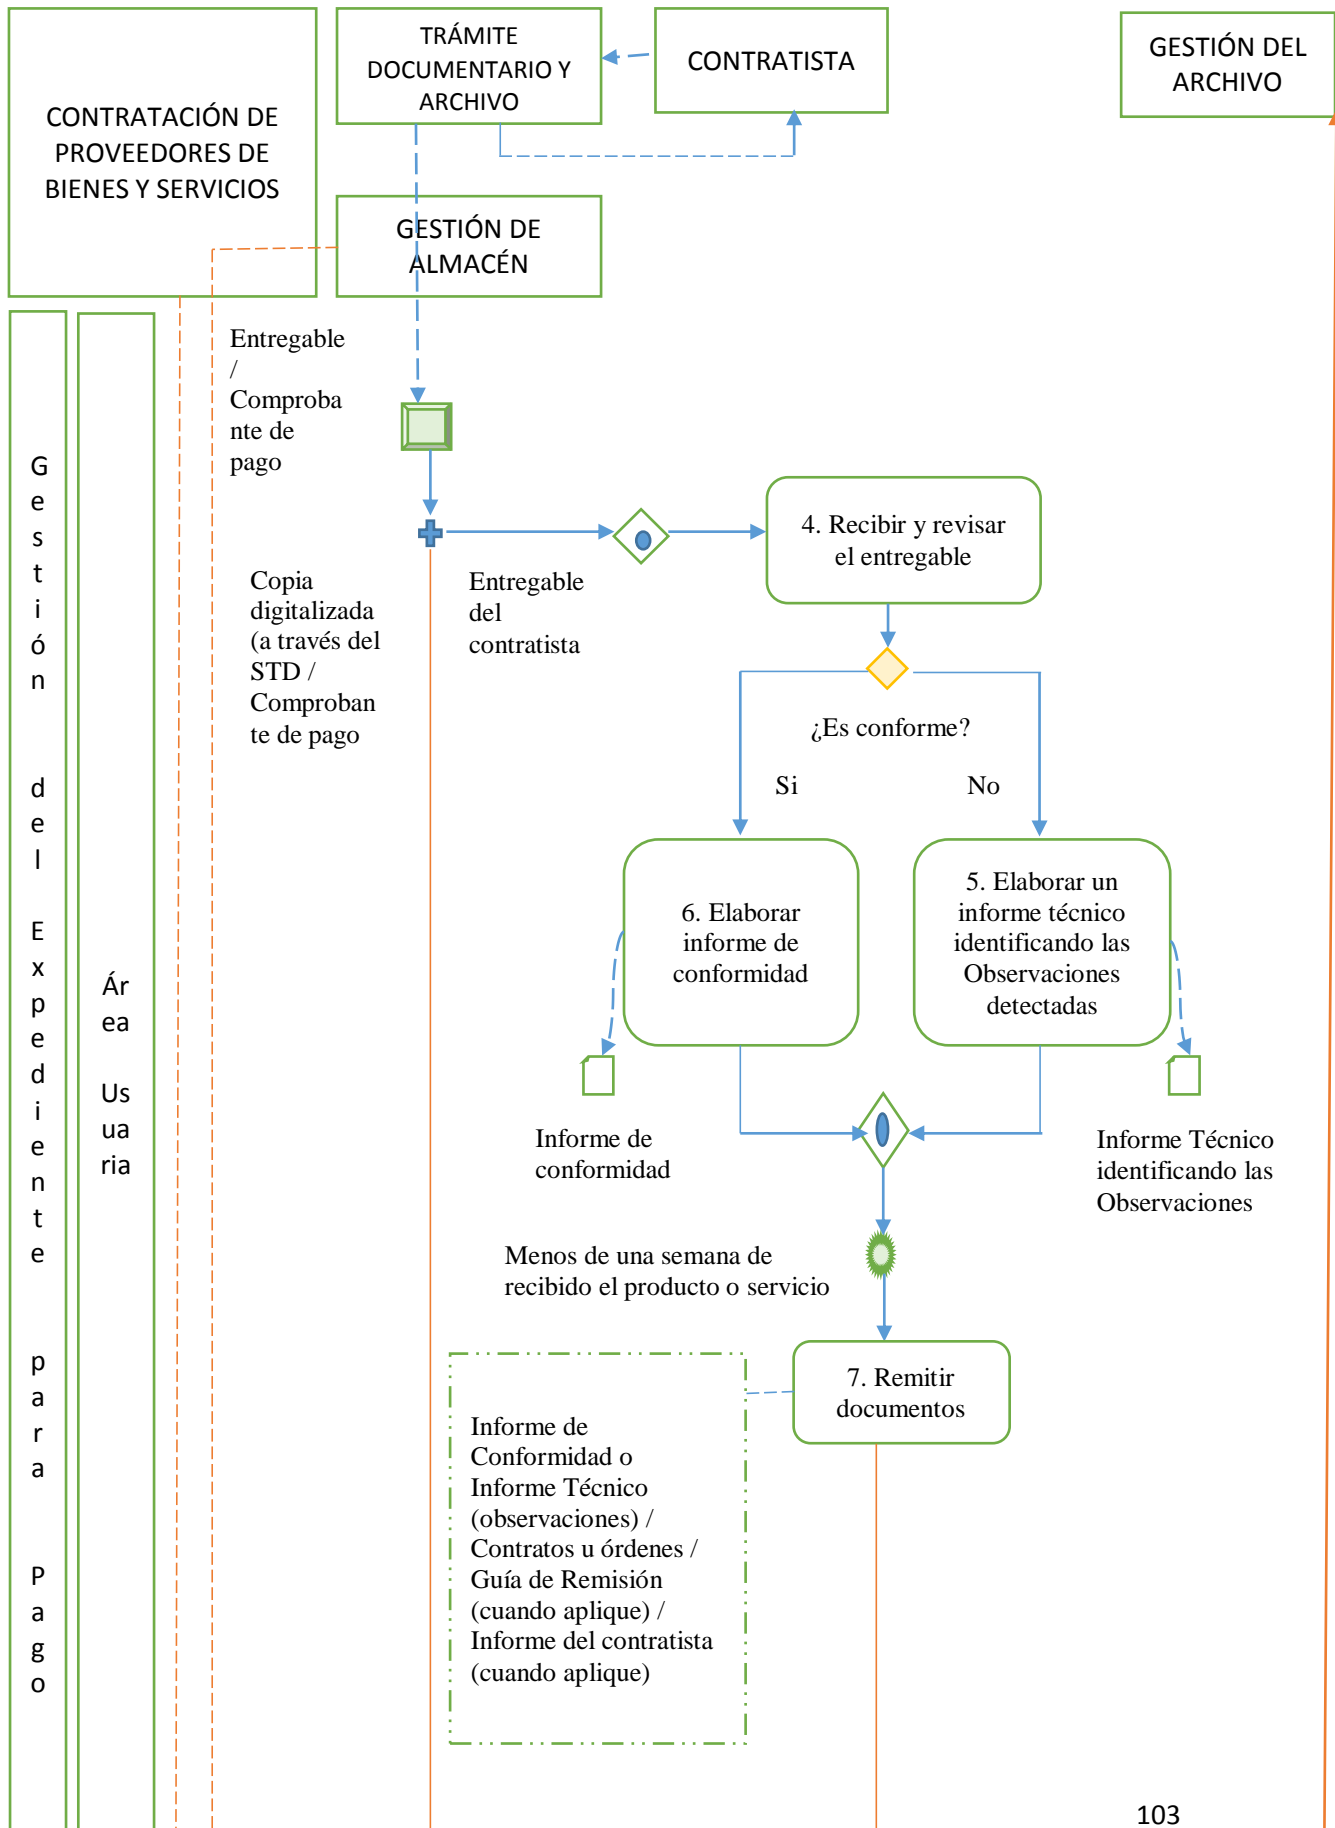 CONTRATACIÓN DE
PROVEEDORES DE
BIENES Y SERVICIOS
TRÁMITE
DOCUMENTARIO Y
ARCHIVO
CONTRATISTA
GESTIÓN DEL
ARCHIVO
GESTIÓN DE
ALMACÉN
Gestión del Expediente para Pago
Ár
ea
Us
ua
ria
Entregable
/
Comproba
nte de
pago
Copia
digitalizada
(a través del
STD /
Comproban
te de pago
Entregable
del
contratista
4. Recibir y revisar
el entregable
¿Es conforme?
Si
No
6. Elaborar
informe de
conformidad
5. Elaborar un
informe técnico
identificando las
Observaciones
detectadas
Informe de
conformidad
Informe Técnico
identificando las
Observaciones
Menos de una semana de
recibido el producto o servicio
7. Remitir
documentos
Informe de
Conformidad o
Informe Técnico
(observaciones) /
Contratos u órdenes /
Guía de Remisión
(cuando aplique) /
Informe del contratista
(cuando aplique)
103